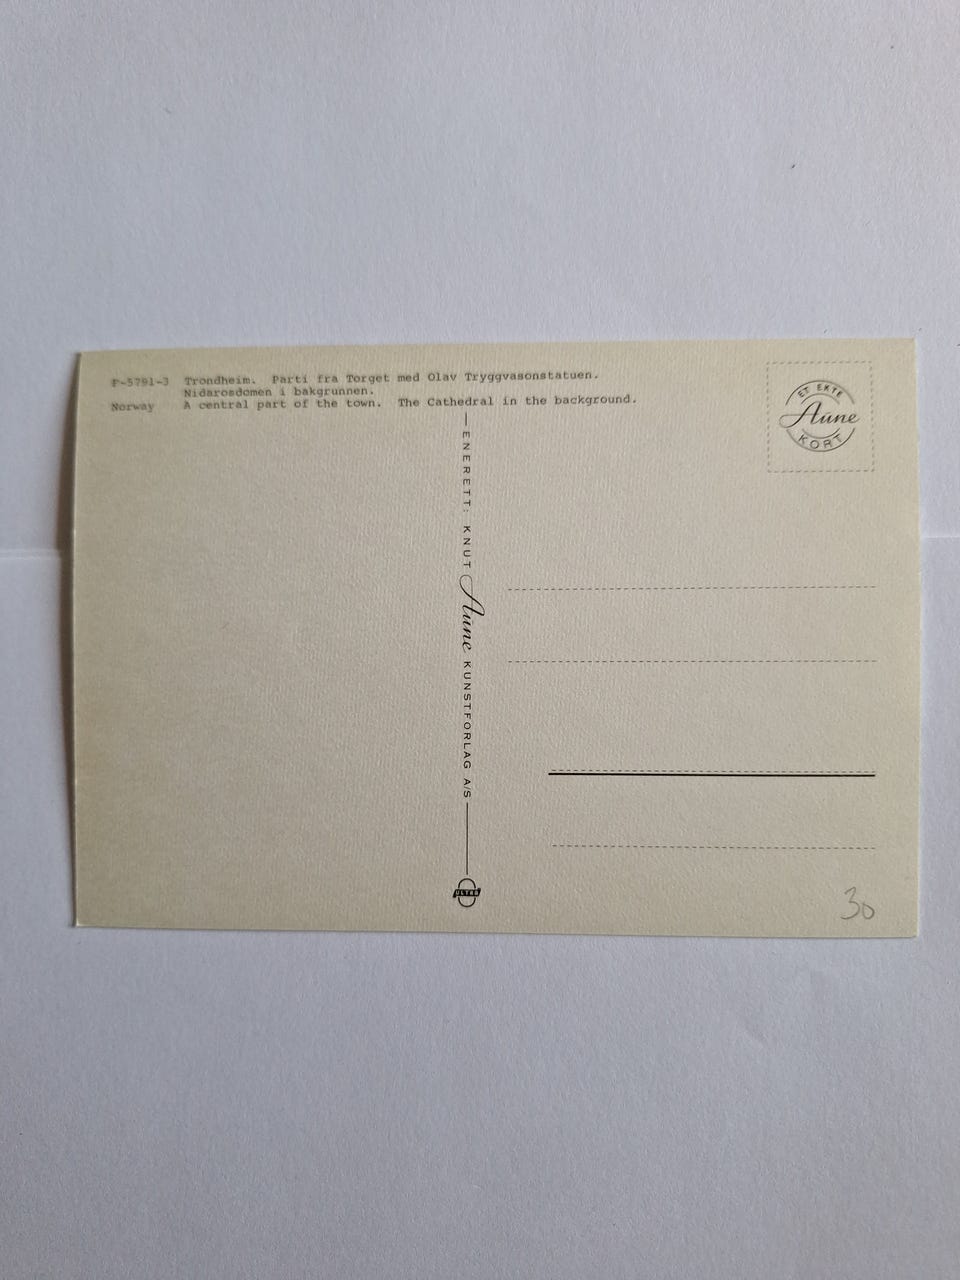 F-5791-3 Trondheim. Parti fra Torget med Olav Tryggvasonstatuen.
Nidarosdomen i bakgrunnen.
Norway A central part of the town. The Cathedral in the background.
ET EKTE
Aune
KORT
ENERETT: KNUT Aune KUNSTFORLAG A/S
ULTRA
30